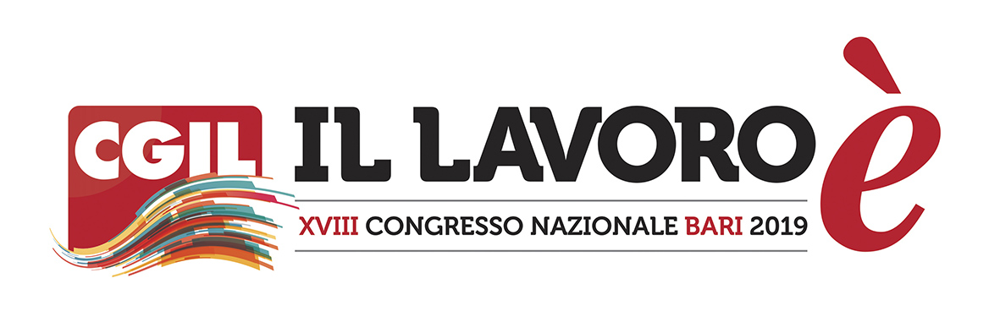 CGIL
IL LAVORO è
XVIII CONGRESSO NAZIONALE BARI 2019